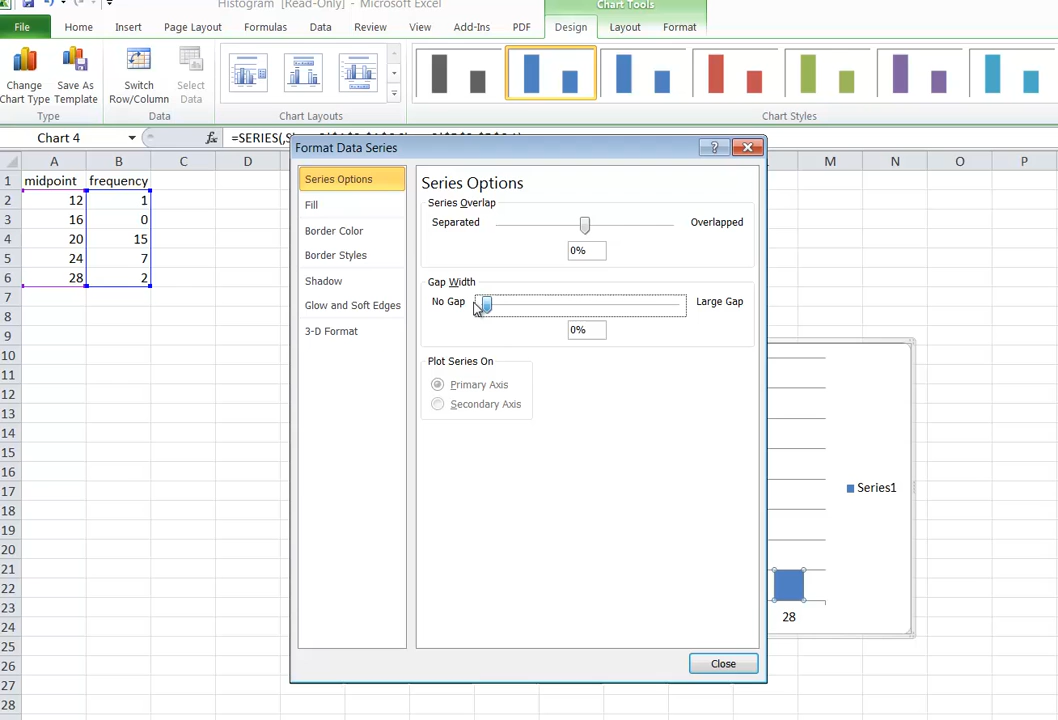 Histogram [Read-Only] - Microsoft Excel
Chart Tools
File Home Insert Page Layout Formulas Data Review View Add-Ins PDF Design Layout Format
Change Chart Type
Save As Template
Switch Row/Column
Select Data
Type
Data
Chart Layouts
Chart Styles
Chart 4
fx
=SERIES(,S
Format Data Series
?
A B C D M N O P
1 midpoint frequency
2 12 1
3 16 0
4 20 15
5 24 7
6 28 2
7
8
9
10
11
12
13
14
15
16
17
18
19
20
21
22
23
24
25
26
27
28
Series Options
Fill
Border Color
Border Styles
Shadow
Glow and Soft Edges
3-D Format
Series Options
Series Overlap
Separated Overlapped
0%
Gap Width
No Gap Large Gap
0%
Plot Series On
Primary Axis
Secondary Axis
Close
Series1
28